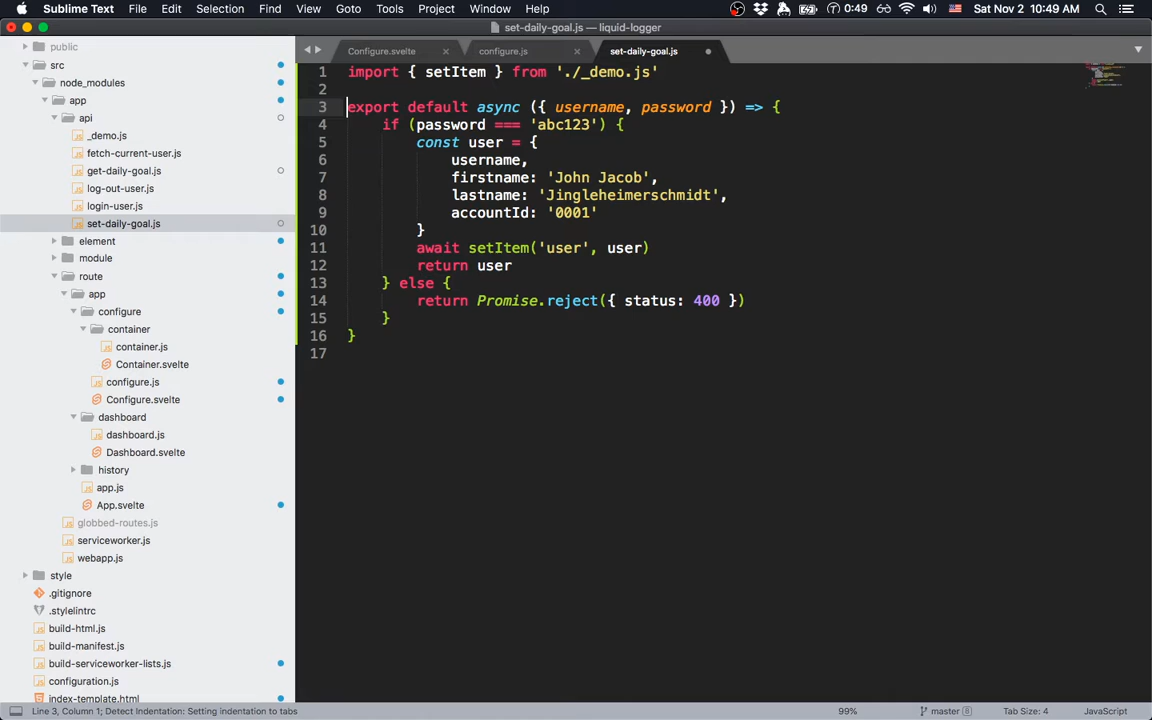 Sublime Text File Edit Selection Find View Goto Tools Project Window Help 0:49 Sat Nov 2 10:49 AM
set-daily-goal.js — liquid-logger
public
src
node_modules
app
api
_demo.js
fetch-current-user.js
get-daily-goal.js
log-out-user.js
login-user.js
set-daily-goal.js
element
module
route
app
configure
container
container.js
Container.svelte
configure.js
Configure.svelte
dashboard
dashboard.js
Dashboard.svelte
history
app.js
App.svelte
globbed-routes.js
serviceworker.js
webapp.js
style
.gitignore
.stylelintrc
build-html.js
build-manifest.js
build-serviceworker-lists.js
configuration.js
index-template.html
Configure.svelte configure.js set-daily-goal.js
1 import { setItem } from './_demo.js'
2
3 export default async ({ username, password }) => {
4 if (password === 'abc123') {
5 const user = {
6 username,
7 firstname: 'John Jacob',
8 lastname: 'Jingleheimerschmidt',
9 accountId: '0001'
10 }
11 await setItem('user', user)
12 return user
13 } else {
14 return Promise.reject({ status: 400 })
15 }
16 }
17
Line 3, Column 1; Detect Indentation: Setting indentation to tabs 99% master 8 Tab Size: 4 JavaScript